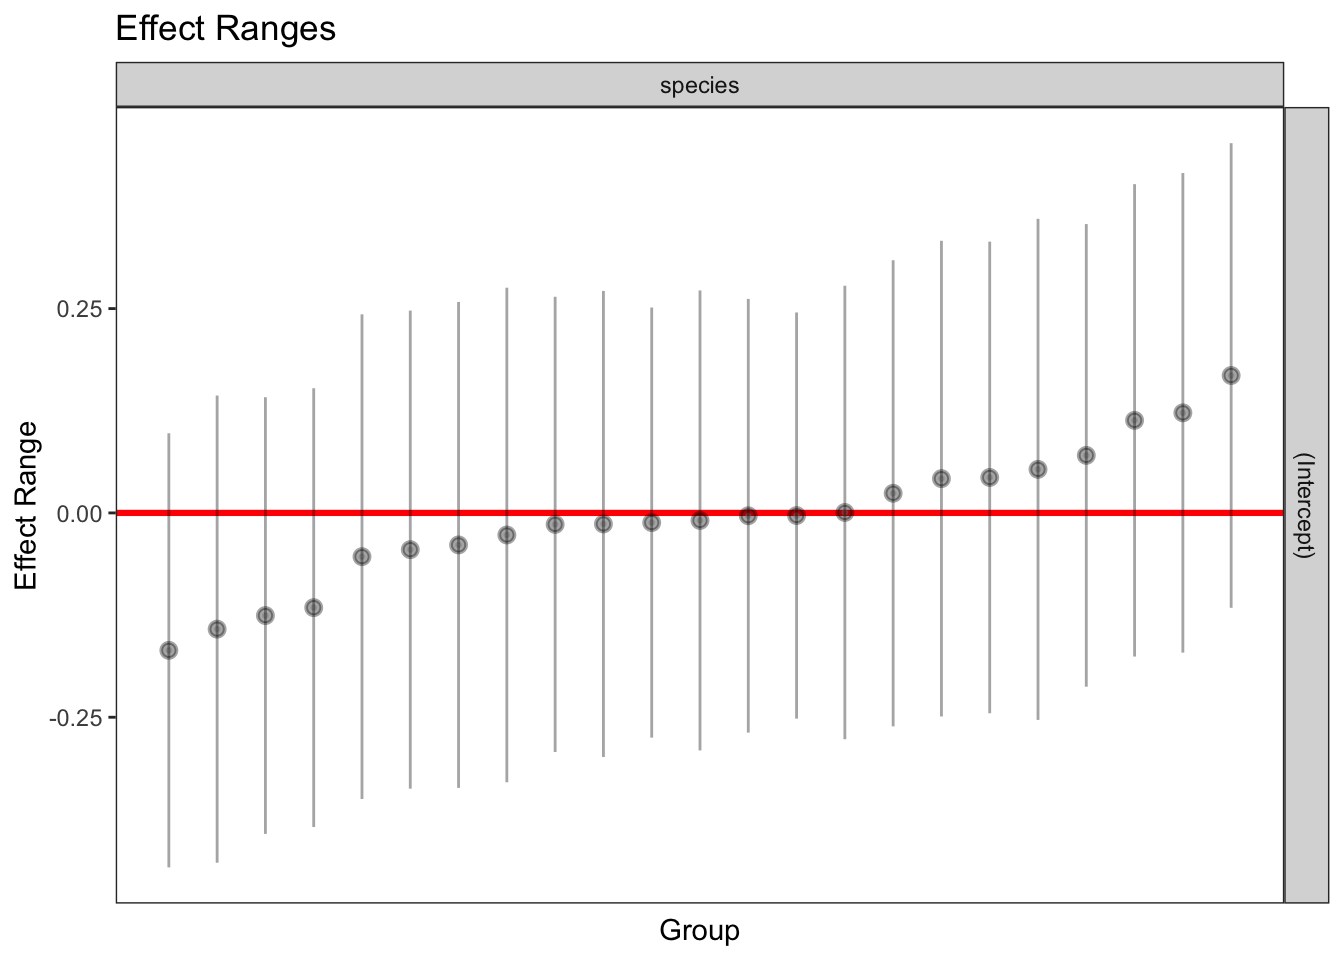 Effect Ranges
species
Effect Range
0.25
0.00
-0.25
(Intercept)
Group